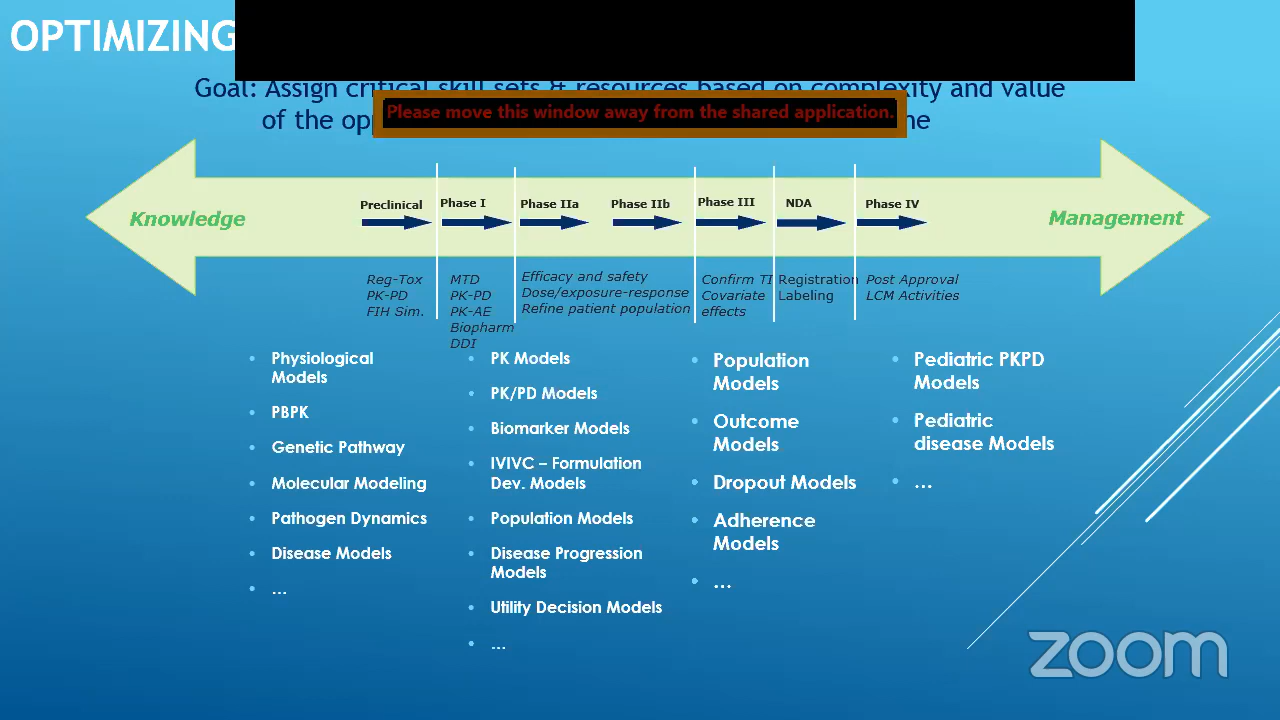 OPTIMIZING
Goal: Assign critical skill sets & resources based on complexity and value
Please move this window away from the shared application.
of the
Knowledge
Preclinical
Phase I
Phase IIa
Phase IIb
Phase III
NDA
Phase IV
Management
Reg-Tox
PK-PD
FIH Sim.
MTD
PK-PD
PK-AE
Biopharm
DDI
Efficacy and safety
Dose/exposure-response
Refine patient population
Confirm TI
Covariate
effects
Registration
Labeling
Post Approval
LCM Activities
• Physiological
Models
• PBPK
• Genetic Pathway
• Molecular Modeling
• Pathogen Dynamics
• Disease Models
• ...
• PK Models
• PK/PD Models
• Biomarker Models
• IVIVC – Formulation
Dev. Models
• Population Models
• Disease Progression
Models
• Utility Decision Models
• ...
• Population
Models
• Outcome
Models
• Dropout Models
• Adherence
Models
• ...
• Pediatric PKPD
Models
• Pediatric
disease Models
• ...
zoom